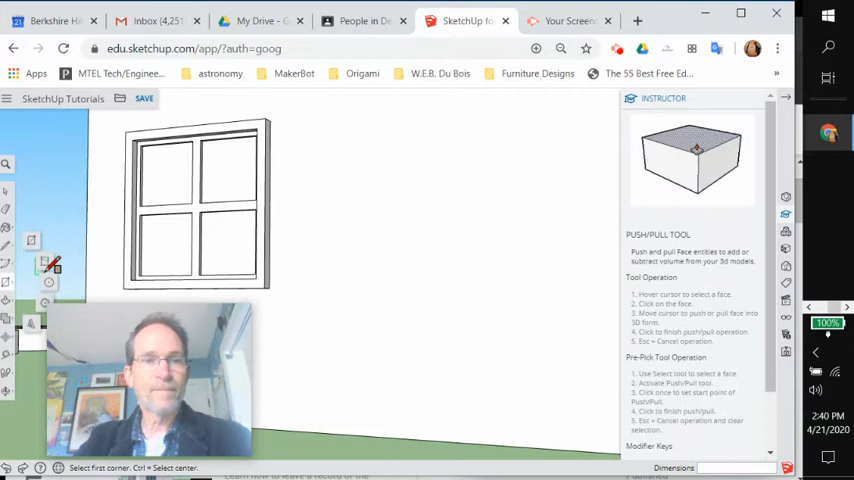 Berkshire Hil
Inbox (4,251
My Drive - Go
People in De
SketchUp fo
Your Screenc
edu.sketchup.com/app/?auth=goog
Apps
MTEL Tech/Enginee...
astronomy
MakerBot
Origami
W.E.B. Du Bois
Furniture Designs
The 55 Best Free Ed...
SketchUp Tutorials
SAVE
INSTRUCTOR
PUSH/PULL TOOL
Push and pull Face entities to add or
subtract volume from your 3d models.
Tool Operation
1. Hover cursor to select a face.
2. Click on the face.
3. Move cursor to push or pull face into
3D form.
4. Click to finish push/pull operation.
5. Esc = Cancel operation.
Pre-Pick Tool Operation
1. Use Select tool to select a face.
2. Activate Push/Pull tool.
3. Click once to set start point of
Push/Pull.
4. Click to finish push/pull.
5. Esc = Cancel operation and clear
selection.
Modifier Keys
Select first corner. Ctrl = Select center.
Dimensions
100%
2:40 PM
4/21/2020